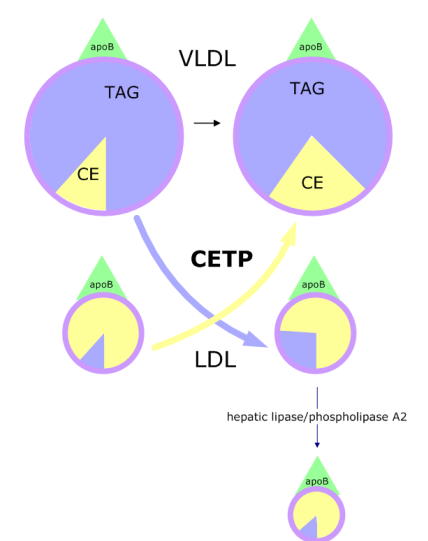 apoB
apoB
VLDL
TAG
TAG
CE
CE
CETP
apoB
apoB
LDL
hepatic lipase/phospholipase A2
apoB